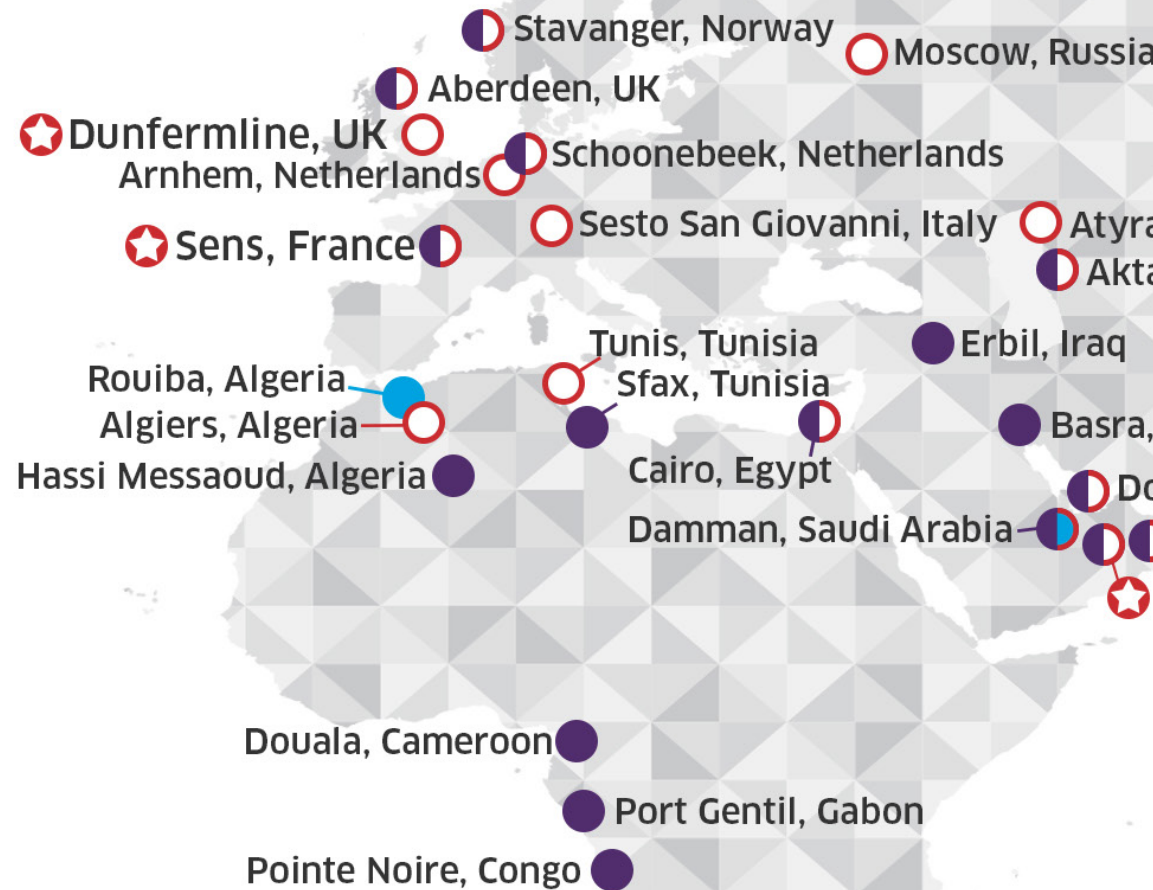 Stavanger, Norway
Moscow, Russia
Aberdeen, UK
Dunfermline, UK
Schoonebeek, Netherlands
Arnhem, Netherlands
Sesto San Giovanni, Italy
Sens, France
Tunis, Tunisia
Erbil, Iraq
Rouiba, Algeria
Sfax, Tunisia
Algiers, Algeria
Basra,
Cairo, Egypt
Hassi Messaoud, Algeria
Damman, Saudi Arabia
Douala, Cameroon
Port Gentil, Gabon
Pointe Noire, Congo